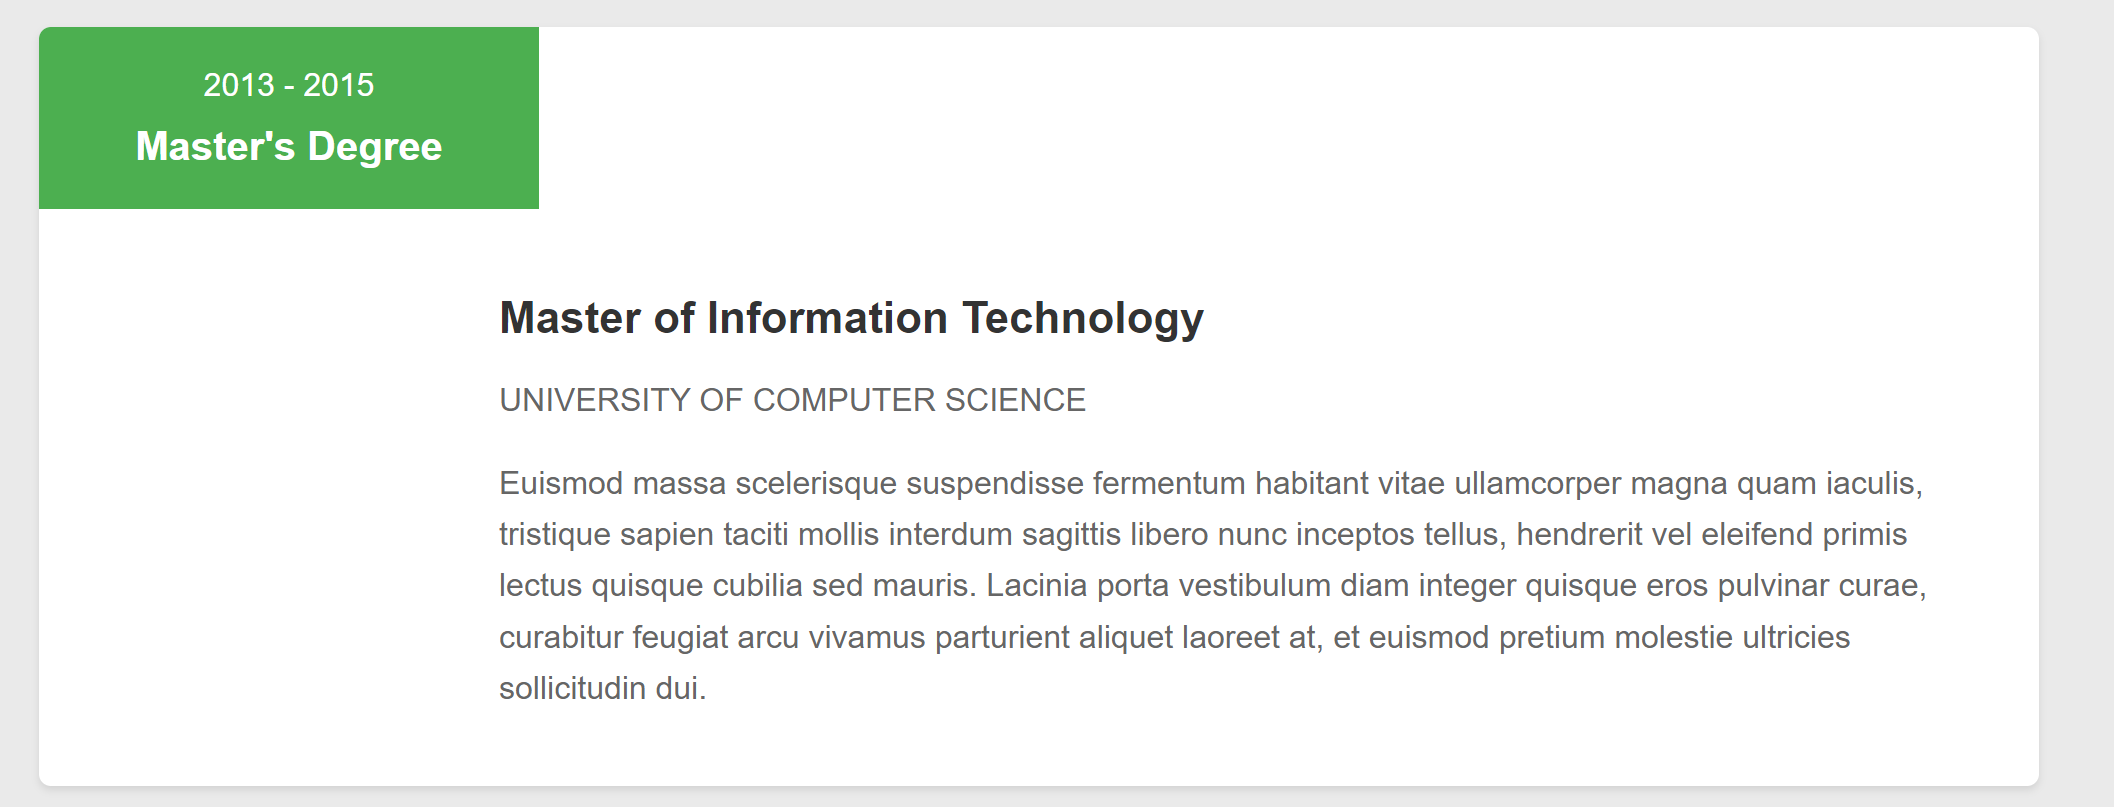 2013 - 2015
Master's Degree
Master of Information Technology
UNIVERSITY OF COMPUTER SCIENCE
Euismod massa scelerisque suspendisse fermentum habitant vitae ullamcorper magna quam iaculis,
tristique sapien taciti mollis interdum sagittis libero nunc inceptos tellus, hendrerit vel eleifend primis
lectus quisque cubilia sed mauris. Lacinia porta vestibulum diam integer quisque eros pulvinar curae,
curabitur feugiat arcu vivamus parturient aliquet laoreet at, et euismod pretium molestie ultricies
sollicitudin dui.